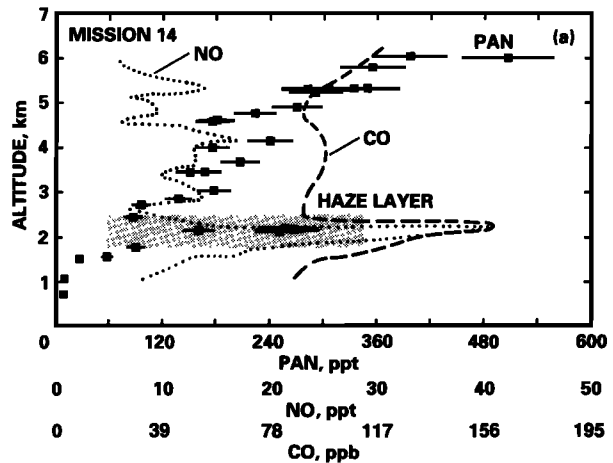 7
MISSION 14
NO
PAN
(a)
6
5
CO
4
ALTITUDE, km
3
HAZE LAYER
2
1
0 120 240 360 480 600
PAN, ppt
0 10 20 30 40 50
NO, ppt
0 39 78 117 156 195
CO, ppb